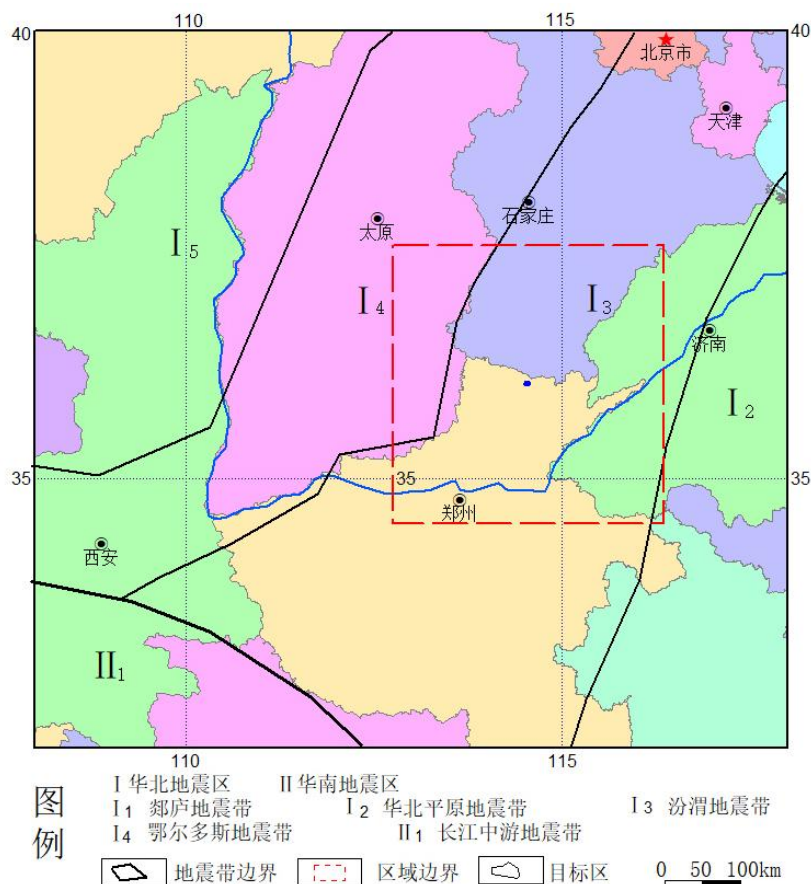 110 115
40 40
北京市
天津
石家庄
太原
I5
I4
I3
济南
I2
35 35 35
郑州
西安
II1
110 115
图例
I 华北地震区 II 华南地震区
I1 郯庐地震带 I2 华北平原地震带 I3 汾渭地震带
I4 鄂尔多斯地震带 II1 长江中游地震带
地震带边界 区域边界 目标区 0 50 100km